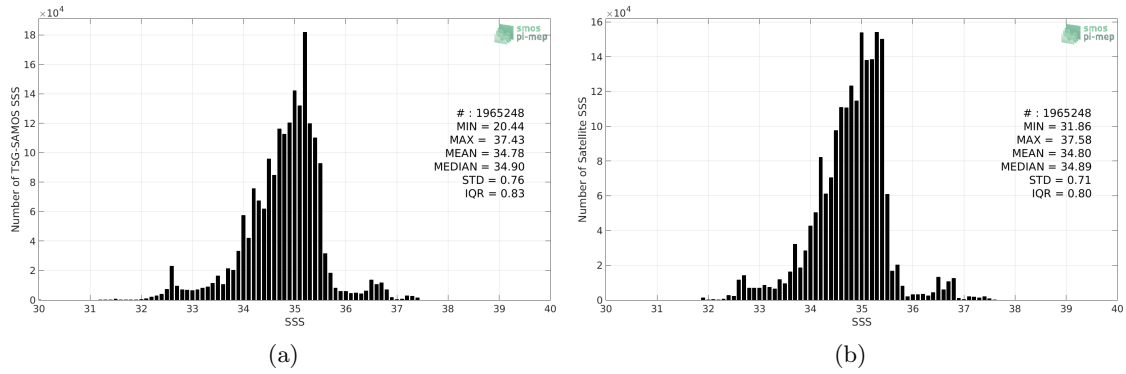 ×10⁴
smos
pi-mep
18
16
14
12
10
8
6
4
2
0
Number of TSG-SAMOS SSS
# : 1965248
MIN = 20.44
MAX = 37.43
MEAN = 34.78
MEDIAN = 34.90
STD = 0.76
IQR = 0.83
30 31 32 33 34 35 36 37 38 39 40
SSS
(a)
16 ×10⁴
smos
pi-mep
14
12
10
8
6
4
2
0
Number of Satellite SSS
# : 1965248
MIN = 31.86
MAX = 37.58
MEAN = 34.80
MEDIAN = 34.89
STD = 0.71
IQR = 0.80
30 31 32 33 34 35 36 37 38 39 40
SSS
(b)